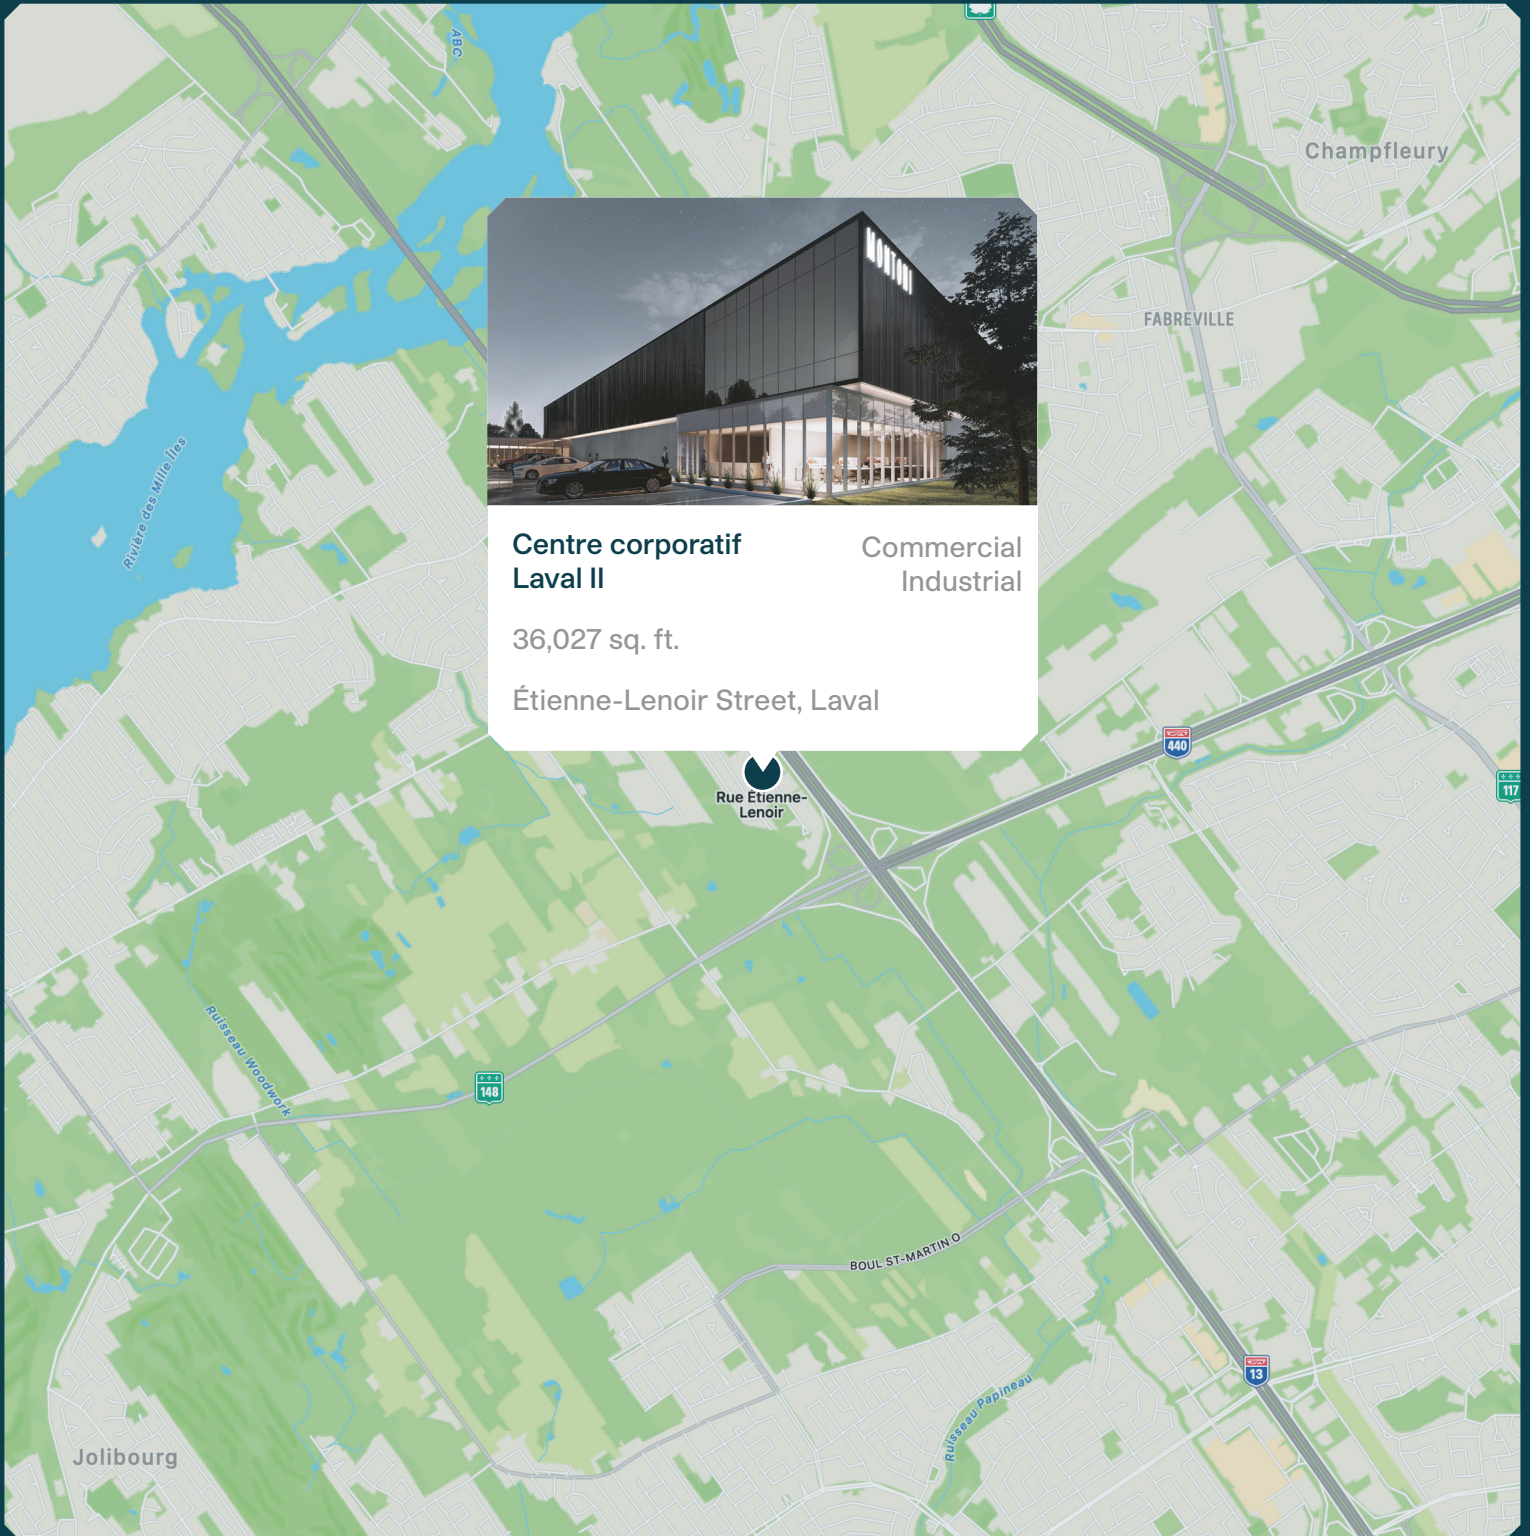 ABC
Champfleury
MONTONI
FABREVILLE
Rivière des Mille Îles
Centre corporatif
Laval II
Commercial
Industrial
36,027 sq. ft.
Étienne-Lenoir Street, Laval
440
117
Rue Étienne-
Lenoir
Ruisseau Woodwork
148
BOUL ST-MARTIN O
13
Ruisseau Papineau
Jolibourg